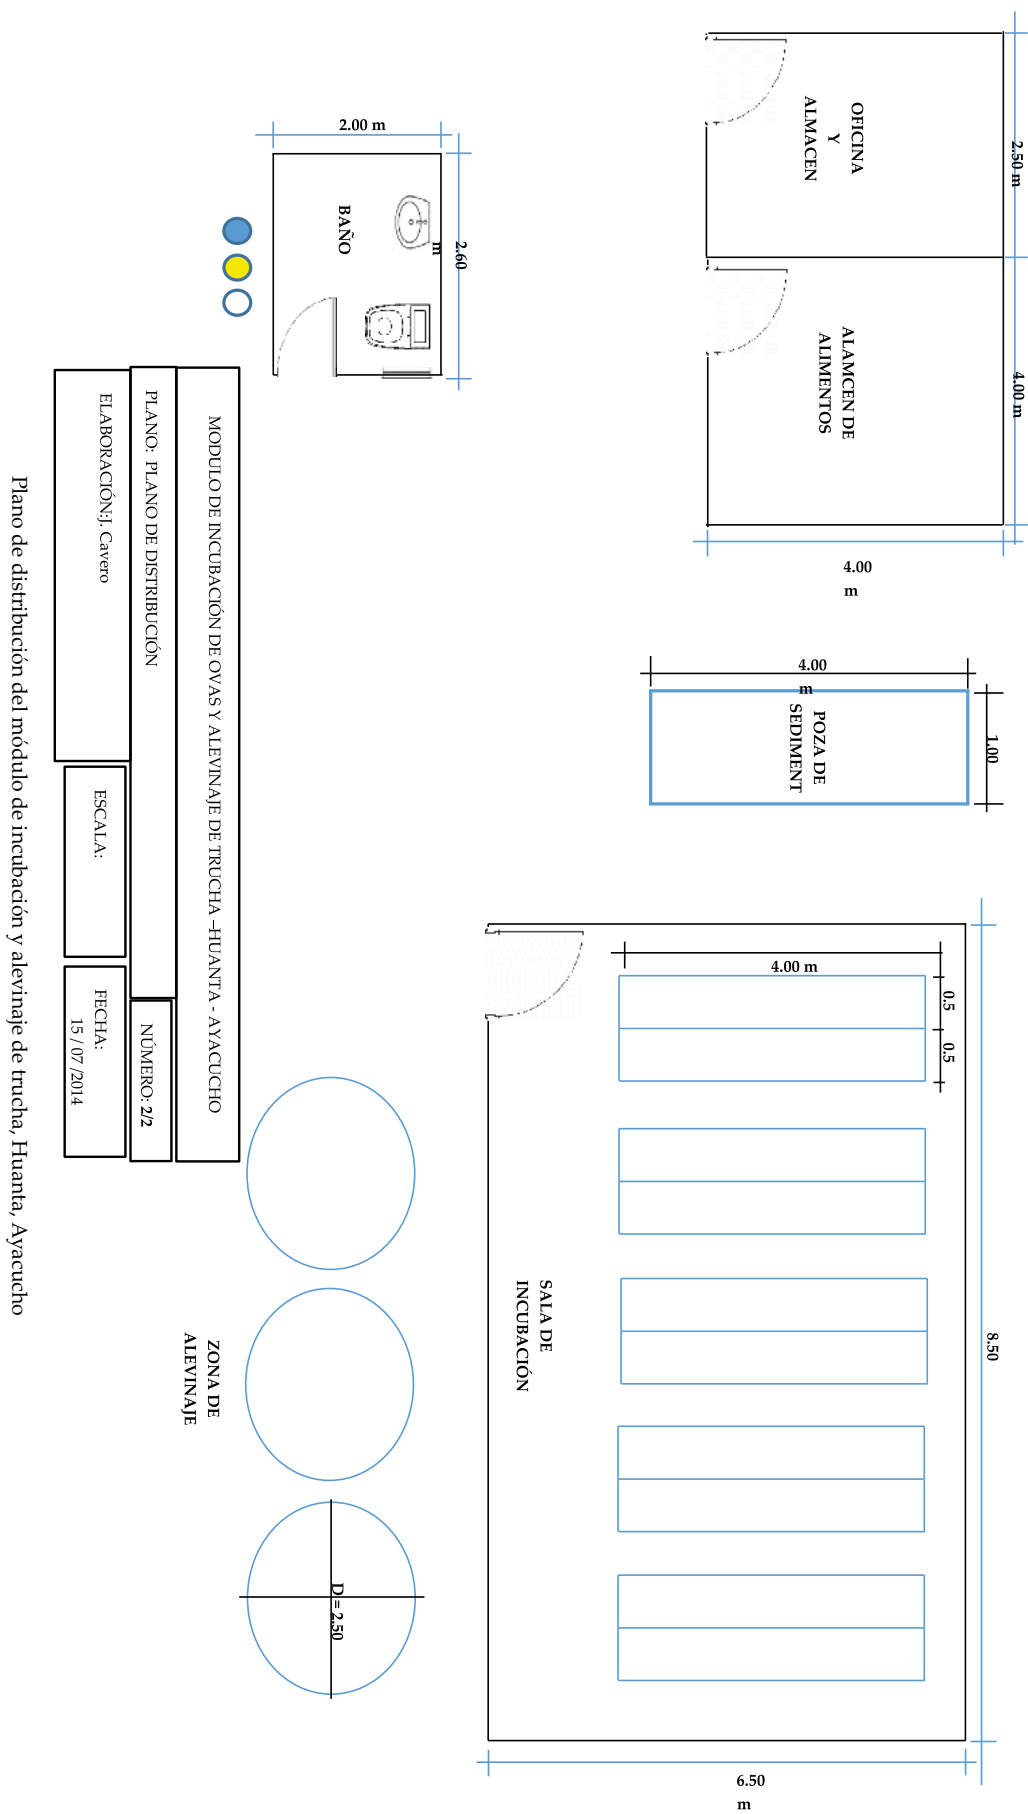 2.50 m
OFICINA
Y
ALMACEN
4.00 m
ALAMCEN DE
ALIMENTOS
4.00
m
2.00 m
2.60
m
BAÑO
1.00
4.00
m
POZA DE
SEDIMENT
8.50
4.00 m
0.5
0.5
SALA DE
INCUBACIÓN
6.50
m
D = 2.50
ZONA DE
ALEVINAJE
MODULO DE INCUBACIÓN DE OVAS Y ALEVINAJE DE TRUCHA –HUANTA - AYACUCHO
PLANO: PLANO DE DISTRIBUCIÓN
NÚMERO: 2/2
ELABORACIÓN:J. Cavero
ESCALA:
FECHA:
15 / 07 /2014
Plano de distribución del módulo de incubación y alevinaje de trucha, Huanta, Ayacucho